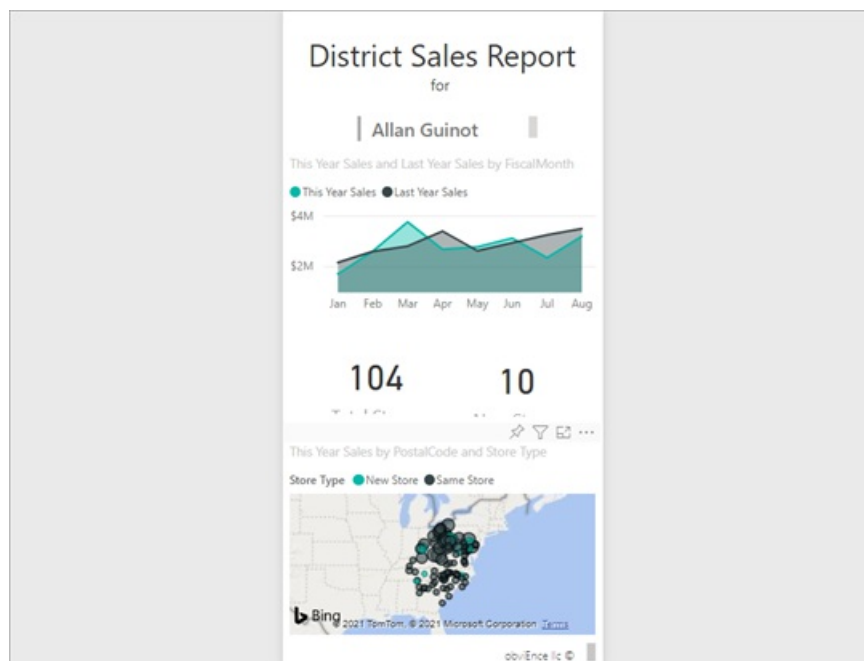 District Sales Report
for
Allan Guinot
This Year Sales and Last Year Sales by FiscalMonth
This Year Sales Last Year Sales
$4M
$2M
Jan Feb Mar Apr May Jun Jul Aug
104 10
This Year Sales by PostalCode and Store Type
Store Type New Store Same Store
Bing
© 2021 TomTom, © 2021 Microsoft Corporation Terms
obviEnce llc ©